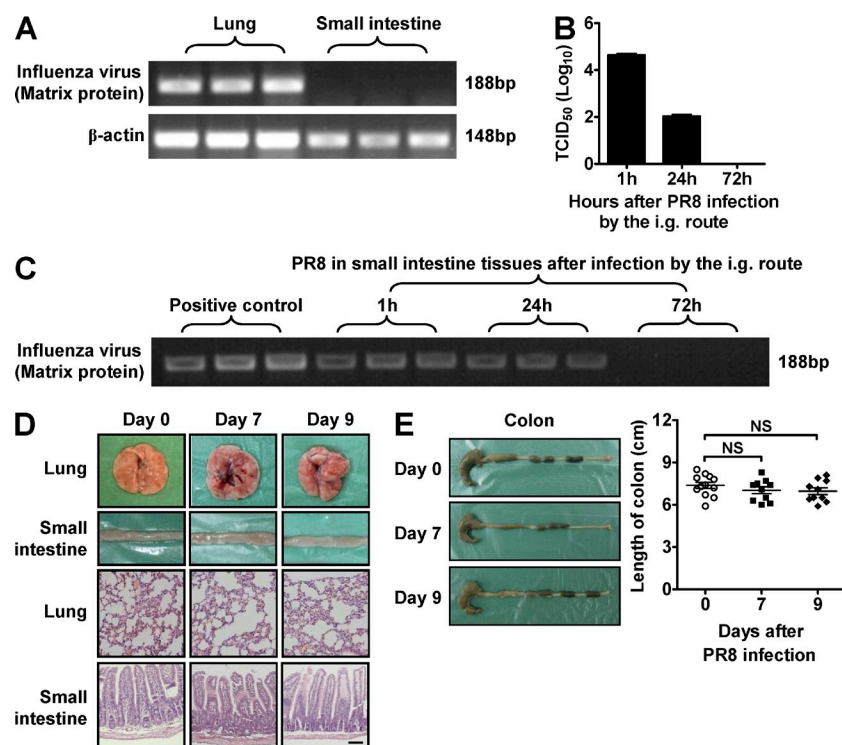 A
Lung
Small intestine
Influenza virus
(Matrix protein)
188bp
β-actin
148bp
B
TCID50 (Log10)
6
4
2
0
1h
24h
72h
Hours after PR8 infection
by the i.g. route
C
PR8 in small intestine tissues after infection by the i.g. route
Positive control
1h
24h
72h
Influenza virus
(Matrix protein)
188bp
D
Day 0
Day 7
Day 9
Lung
Small
intestine
Lung
Small
intestine
E
Colon
Day 0
Day 7
Day 9
Length of colon (cm)
12
9
6
3
0
NS
NS
0
7
9
Days after
PR8 infection